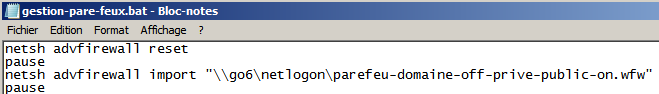 gestion-pare-feux.bat - Bloc-notes
Fichier Edition Format Affichage ?
netsh advfirewall reset
pause
netsh advfirewall import "\\go6\netlogon\parefeu-domaine-off-prive-public-on.wfw"
pause